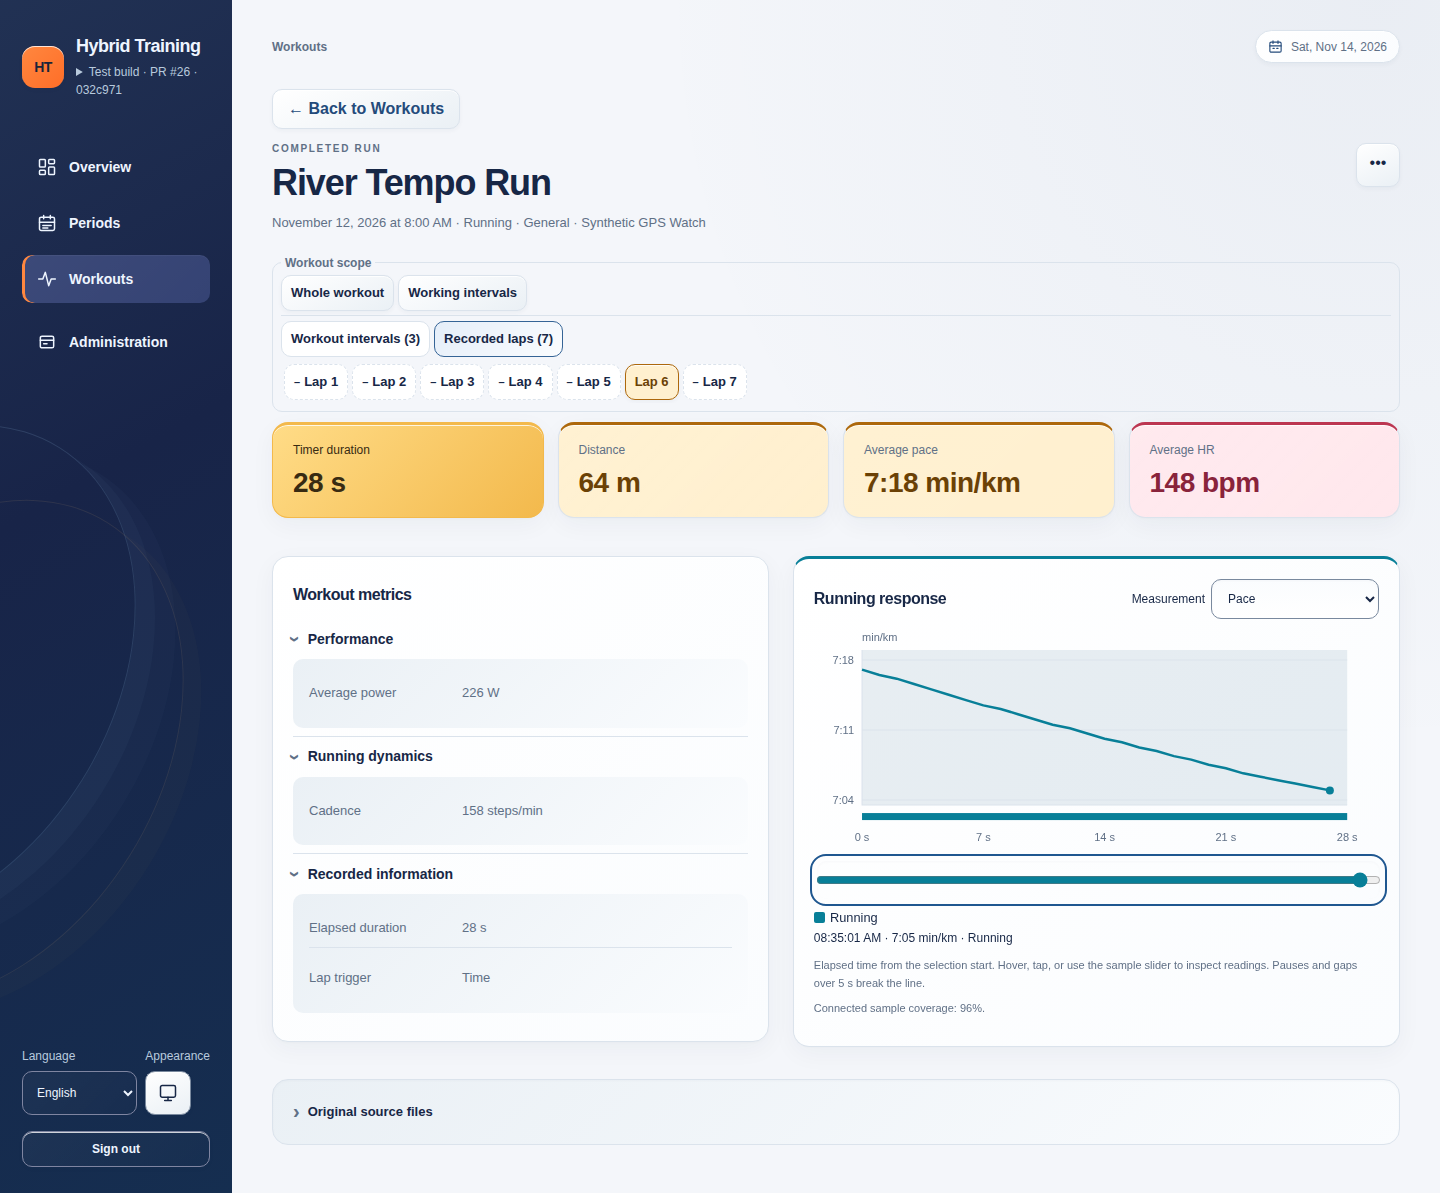 HT
Hybrid Training
▶ Test build · PR #26 ·
032c971
Overview
Periods
Workouts
Administration
Language
Appearance
English
Sign out
Workouts
Sat, Nov 14, 2026
← Back to Workouts
COMPLETED RUN
River Tempo Run
•••
November 12, 2026 at 8:00 AM · Running · General · Synthetic GPS Watch
Workout scope
Whole workout
Working intervals
Workout intervals (3)
Recorded laps (7)
– Lap 1
– Lap 2
– Lap 3
– Lap 4
– Lap 5
Lap 6
– Lap 7
Timer duration
28 s
Distance
64 m
Average pace
7:18 min/km
Average HR
148 bpm
Workout metrics
Performance
Average power 226 W
Running dynamics
Cadence 158 steps/min
Recorded information
Elapsed duration 28 s
Lap trigger Time
Running response
Measurement Pace
min/km
7:18
7:11
7:04
0 s 7 s 14 s 21 s 28 s
Running
08:35:01 AM · 7:05 min/km · Running
Elapsed time from the selection start. Hover, tap, or use the sample slider to inspect readings. Pauses and gaps
over 5 s break the line.
Connected sample coverage: 96%.
Original source files